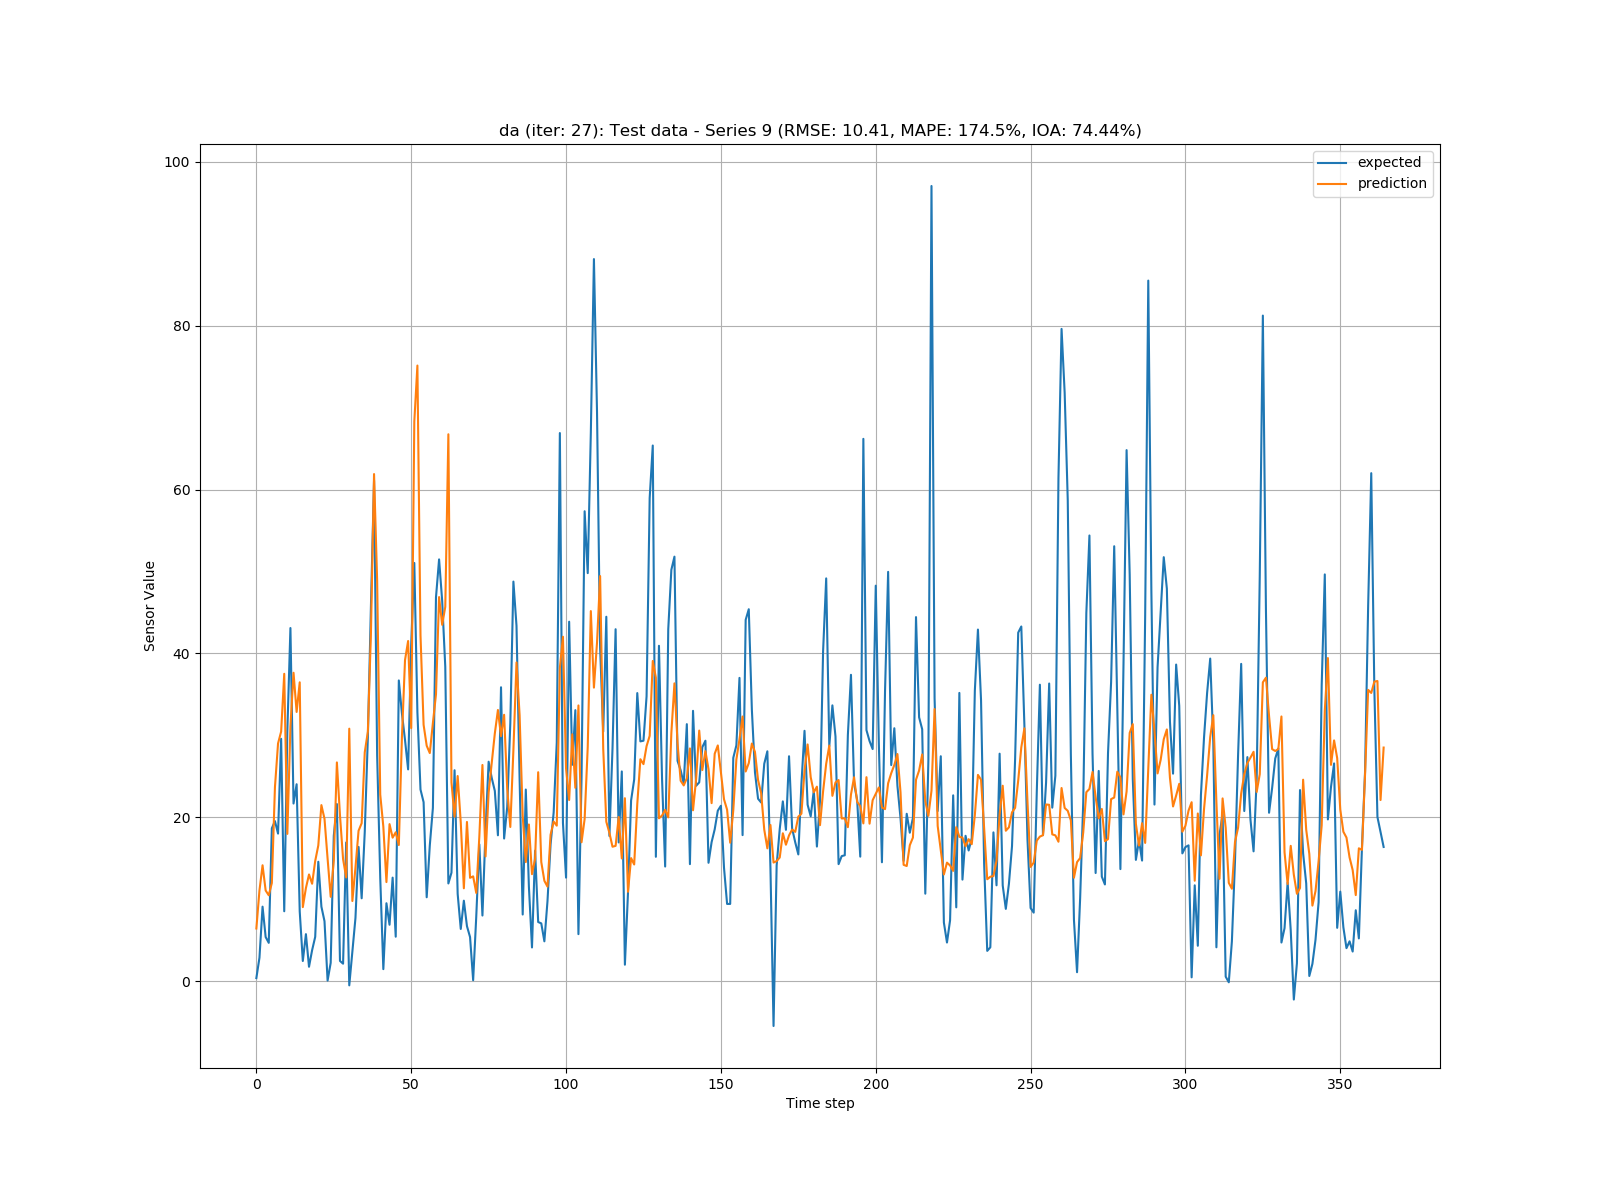 da (iter: 27): Test data - Series 9 (RMSE: 10.41, MAPE: 174.5%, IOA: 74.44%)
expected
prediction
100
80
60
40
20
0
Sensor Value
0 50 100 150 200 250 300 350
Time step